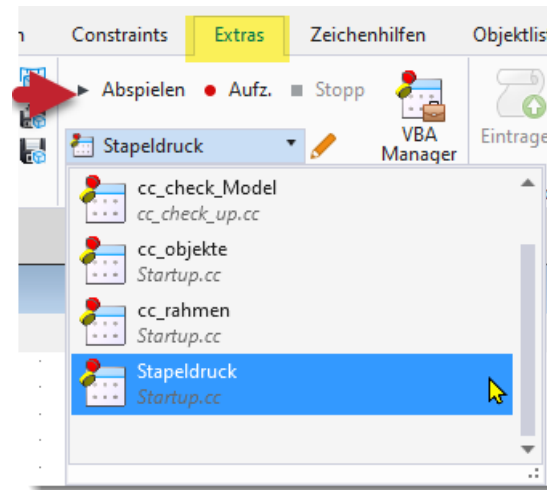 Constraints Extras Zeichenhilfen Objektlis
Abspielen Aufz. Stopp
Stapeldruck
VBA
Manager
Eintrage
cc_check_Model
cc_check_up.cc
cc_objekte
Startup.cc
cc_rahmen
Startup.cc
Stapeldruck
Startup.cc